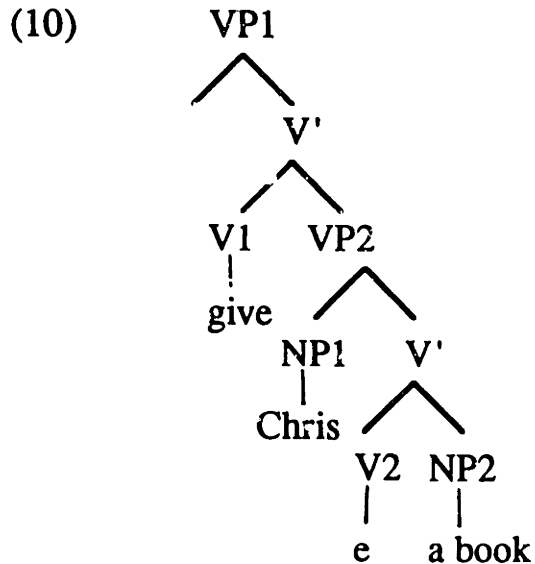 (10) VP1
V'
V1 VP2
give
NP1 V'
Chris
V2 NP2
e a book